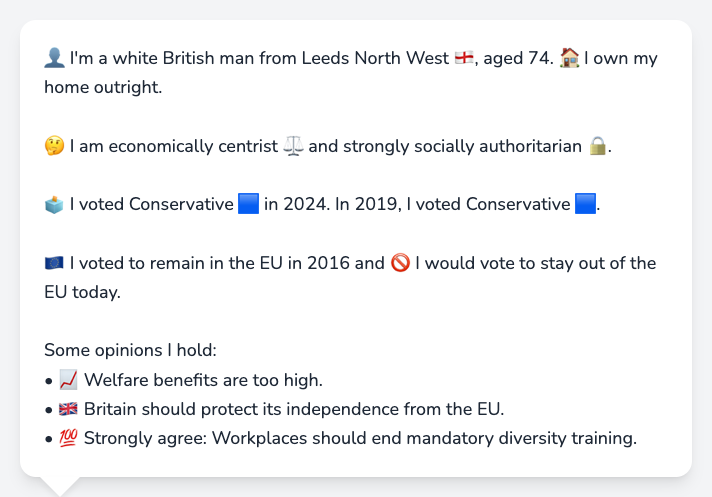 👤 I'm a white British man from Leeds North West 🏴󠁧󠁢󠁥󠁮󠁧󠁿, aged 74. 🏠 I own my
home outright.
🤔 I am economically centrist ⚖️ and strongly socially authoritarian 🔒.
🗳️ I voted Conservative 🟦 in 2024. In 2019, I voted Conservative 🟦.
🇪🇺 I voted to remain in the EU in 2016 and 🚫 I would vote to stay out of the
EU today.
Some opinions I hold:
• 📈 Welfare benefits are too high.
• 🇬🇧 Britain should protect its independence from the EU.
• 💯 Strongly agree: Workplaces should end mandatory diversity training.